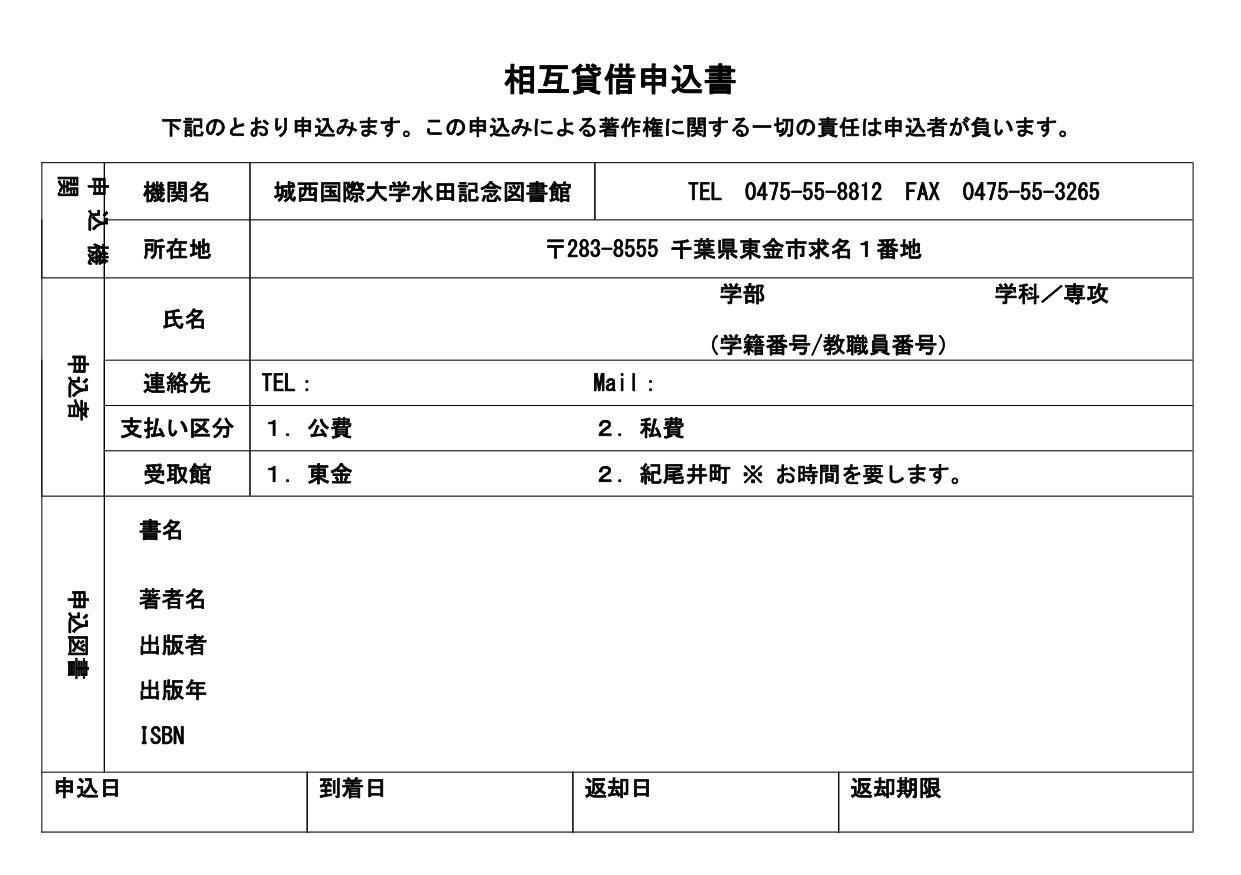 相互貸借申込書
下記のとおり申込みます。この申込みによる著作権に関する一切の責任は申込者が負います。
申込機関
機関名 城西国際大学水田記念図書館 TEL 0475-55-8812 FAX 0475-55-3265
所在地 〒283-8555 千葉県東金市求名１番地
申込者
氏名 学部 学科／専攻
（学籍番号/教職員番号）
連絡先 TEL： Mail：
支払い区分 １．公費 ２．私費
受取館 １．東金 ２．紀尾井町 ※ お時間を要します。
申込図書
書名
著者名
出版者
出版年
ISBN
申込日 到着日 返却日 返却期限